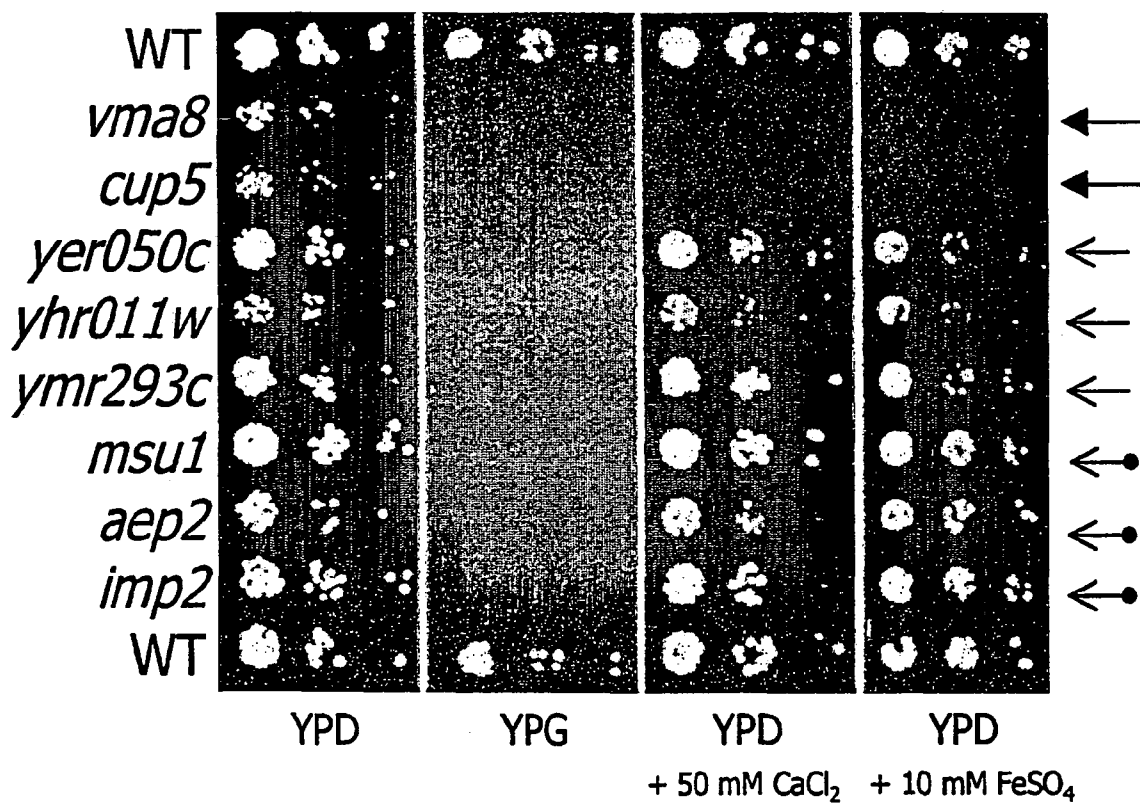 WT
vma8
cup5
yer050c
yhr011w
ymr293c
msu1
aep2
imp2
WT
YPD YPG YPD YPD
+ 50 mM CaCl₂ + 10 mM FeSO₄